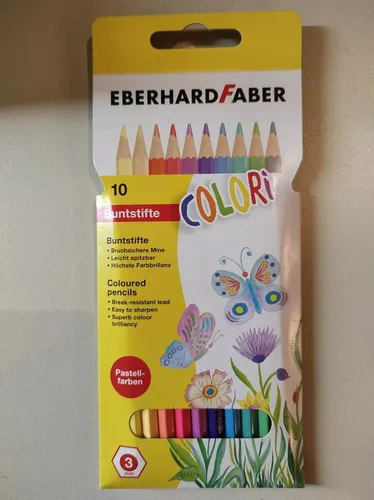 EBERHARDFABER
10
Buntstifte
COLORi
Buntstifte
• Bruchsichere Mine
• Leicht spitzbar
• Höchste Farbbrillanz
Coloured
pencils
• Break-resistant lead
• Easy to sharpen
• Superb colour
brilliancy
Pastell-
farben
3